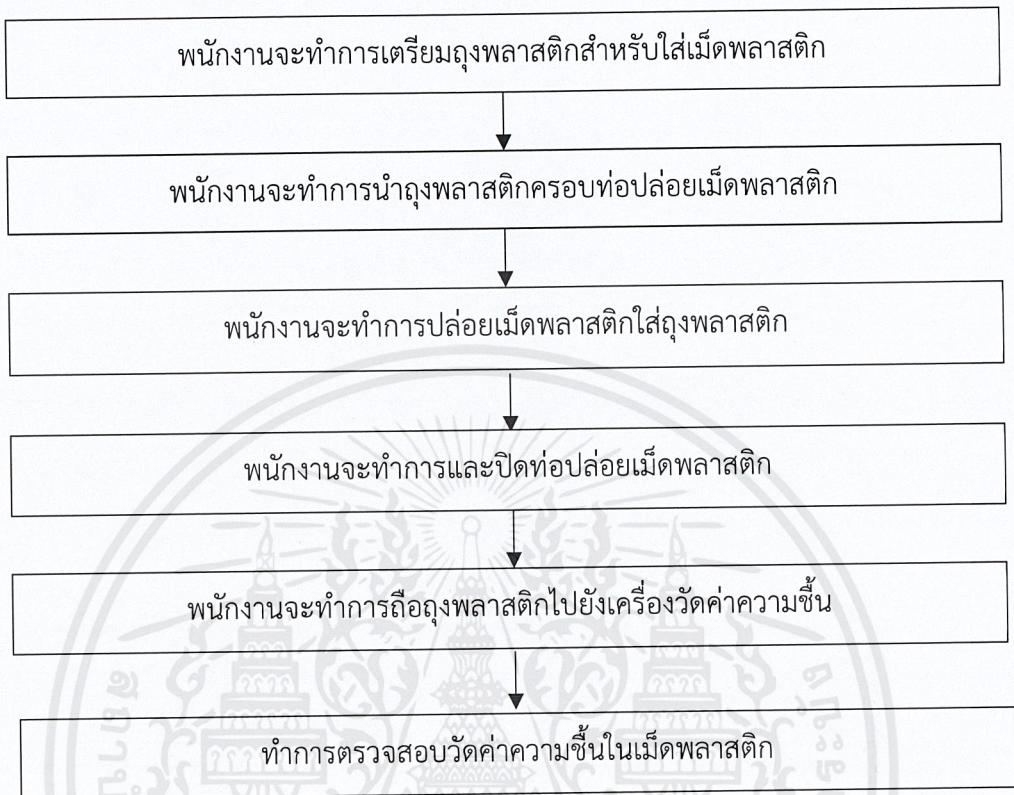 พนักงานจะทำการเตรียมถุงพลาสติกสำหรับใส่เม็ดพลาสติก
พนักงานจะทำการนำถุงพลาสติกครอบท่อปล่อยเม็ดพลาสติก
พนักงานจะทำการปล่อยเม็ดพลาสติกใส่ถุงพลาสติก
พนักงานจะทำการและปิดท่อปล่อยเม็ดพลาสติก
พนักงานจะทำการถือถุงพลาสติกไปยังเครื่องวัดค่าความชื้น
ทำการตรวจสอบวัดค่าความชื้นในเม็ดพลาสติก